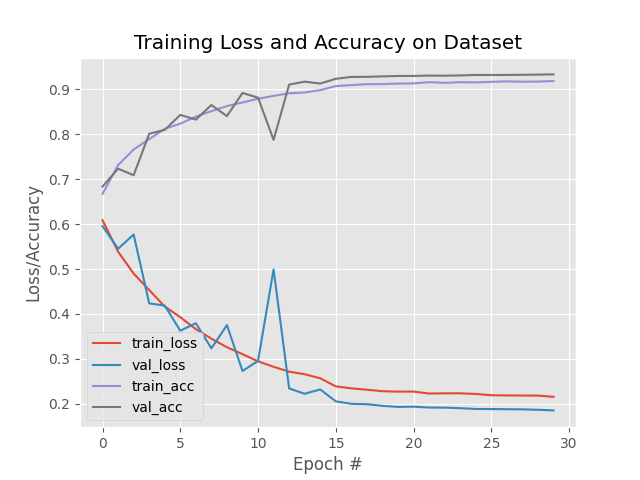 Training Loss and Accuracy on Dataset
Loss/Accuracy
0.9
0.8
0.7
0.6
0.5
0.4
0.3
0.2
train_loss
val_loss
train_acc
val_acc
0 5 10 15 20 25 30
Epoch #